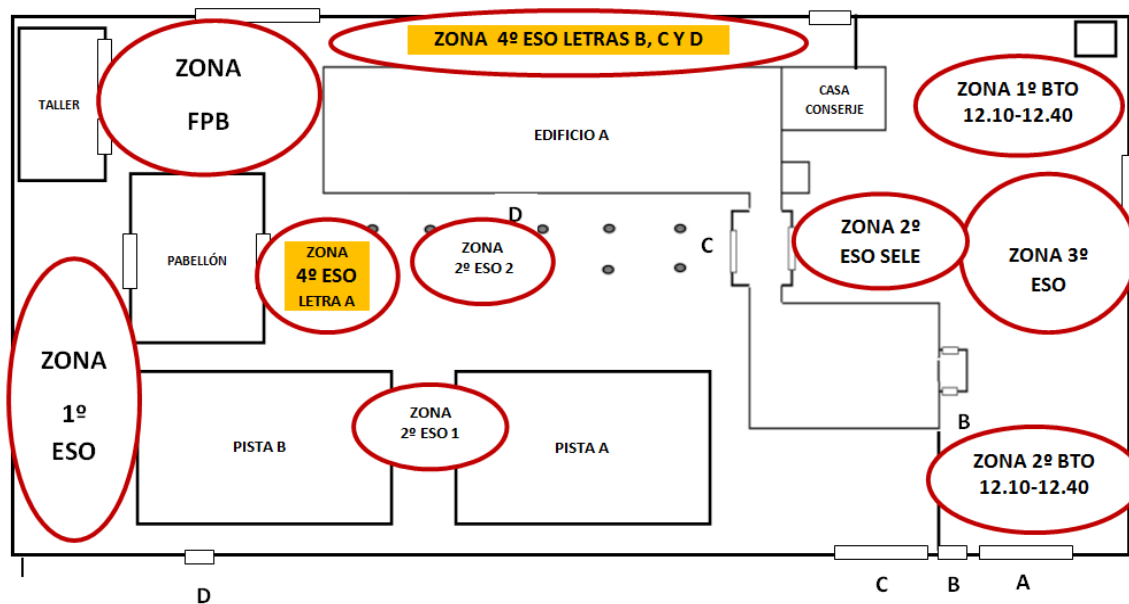 ZONA 4º ESO LETRAS B, C Y D
ZONA
FPB
TALLER
CASA
CONSERJE
ZONA 1º BTO
12.10-12.40
EDIFICIO A
D
C
ZONA 2º
ESO SELE
ZONA 3º
ESO
PABELLÓN
ZONA
4º ESO
LETRA A
ZONA
2º ESO 2
ZONA
1º
ESO
ZONA
2º ESO 1
PISTA B
PISTA A
B
ZONA 2º BTO
12.10-12.40
D
C
B
A